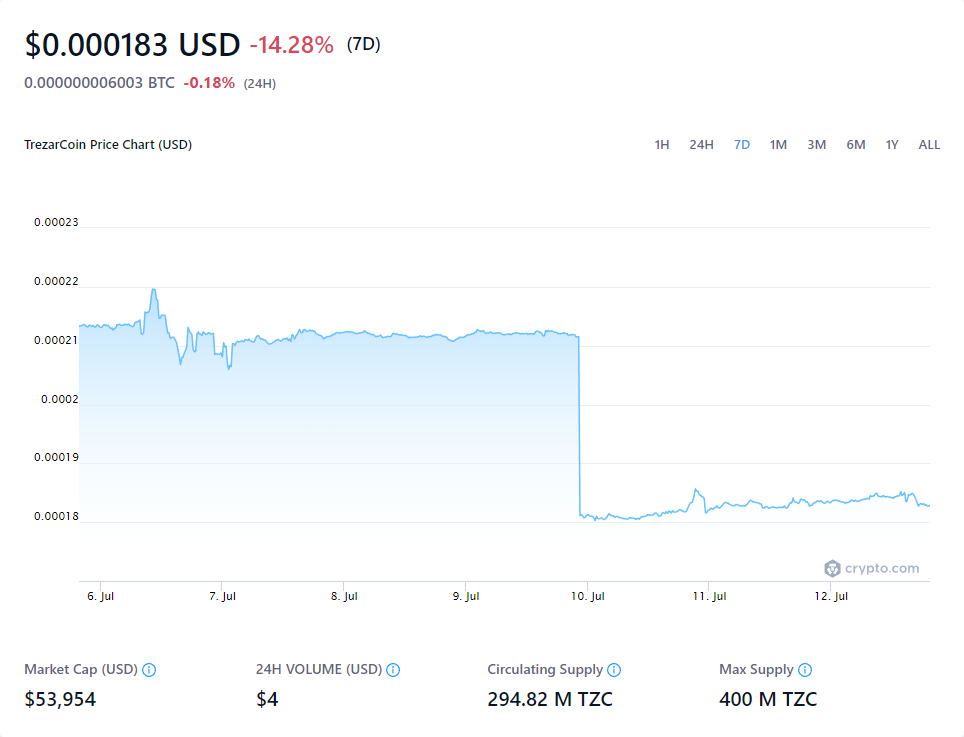 $0.000183 USD -14.28% (7D)
0.000000006003 BTC -0.18% (24H)
TrezarCoin Price Chart (USD) 1H 24H 7D 1M 3M 6M 1Y ALL
0.00023
0.00022
0.00021
0.0002
0.00019
0.00018
crypto.com
6. Jul 7. Jul 8. Jul 9. Jul 10. Jul 11. Jul 12. Jul
Market Cap (USD) 24H VOLUME (USD) Circulating Supply Max Supply
$53,954 $4 294.82 M TZC 400 M TZC